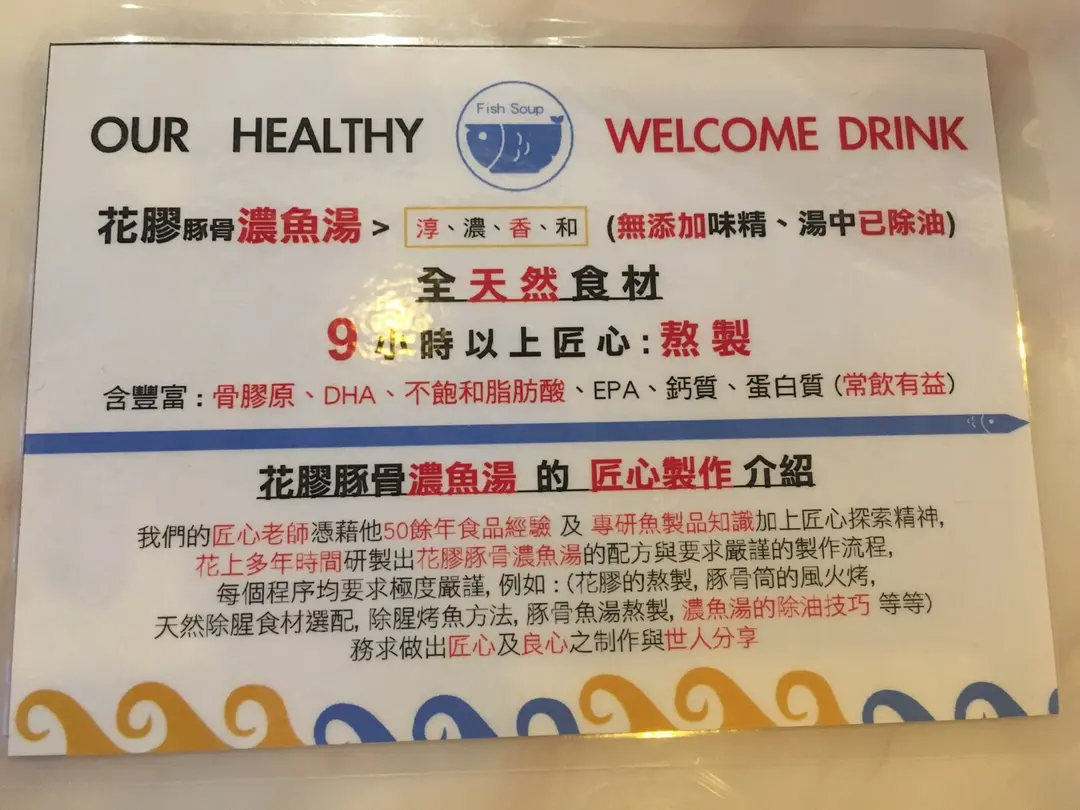 OUR HEALTHY Fish Soup WELCOME DRINK
花膠豚骨濃魚湯 > 淳、濃、香、和 (無添加味精、湯中已除油)
全天然食材
9小時以上匠心:熬製
含豐富:骨膠原、DHA、不飽和脂肪酸、EPA、鈣質、蛋白質 (常飲有益)
花膠豚骨濃魚湯 的 匠心製作 介紹
我們的匠心老師憑藉他50餘年食品經驗 及 專研魚製品知識加上匠心探索精神,
花上多年時間研製出花膠豚骨濃魚湯的配方與要求嚴謹的製作流程,
每個程序均要求極度嚴謹, 例如:(花膠的熬製, 豚骨筒的風火烤,
天然除腥食材選配, 除腥烤魚方法, 豚骨魚湯熬製, 濃魚湯的除油技巧 等等)
務求做出匠心及良心之制作與世人分享